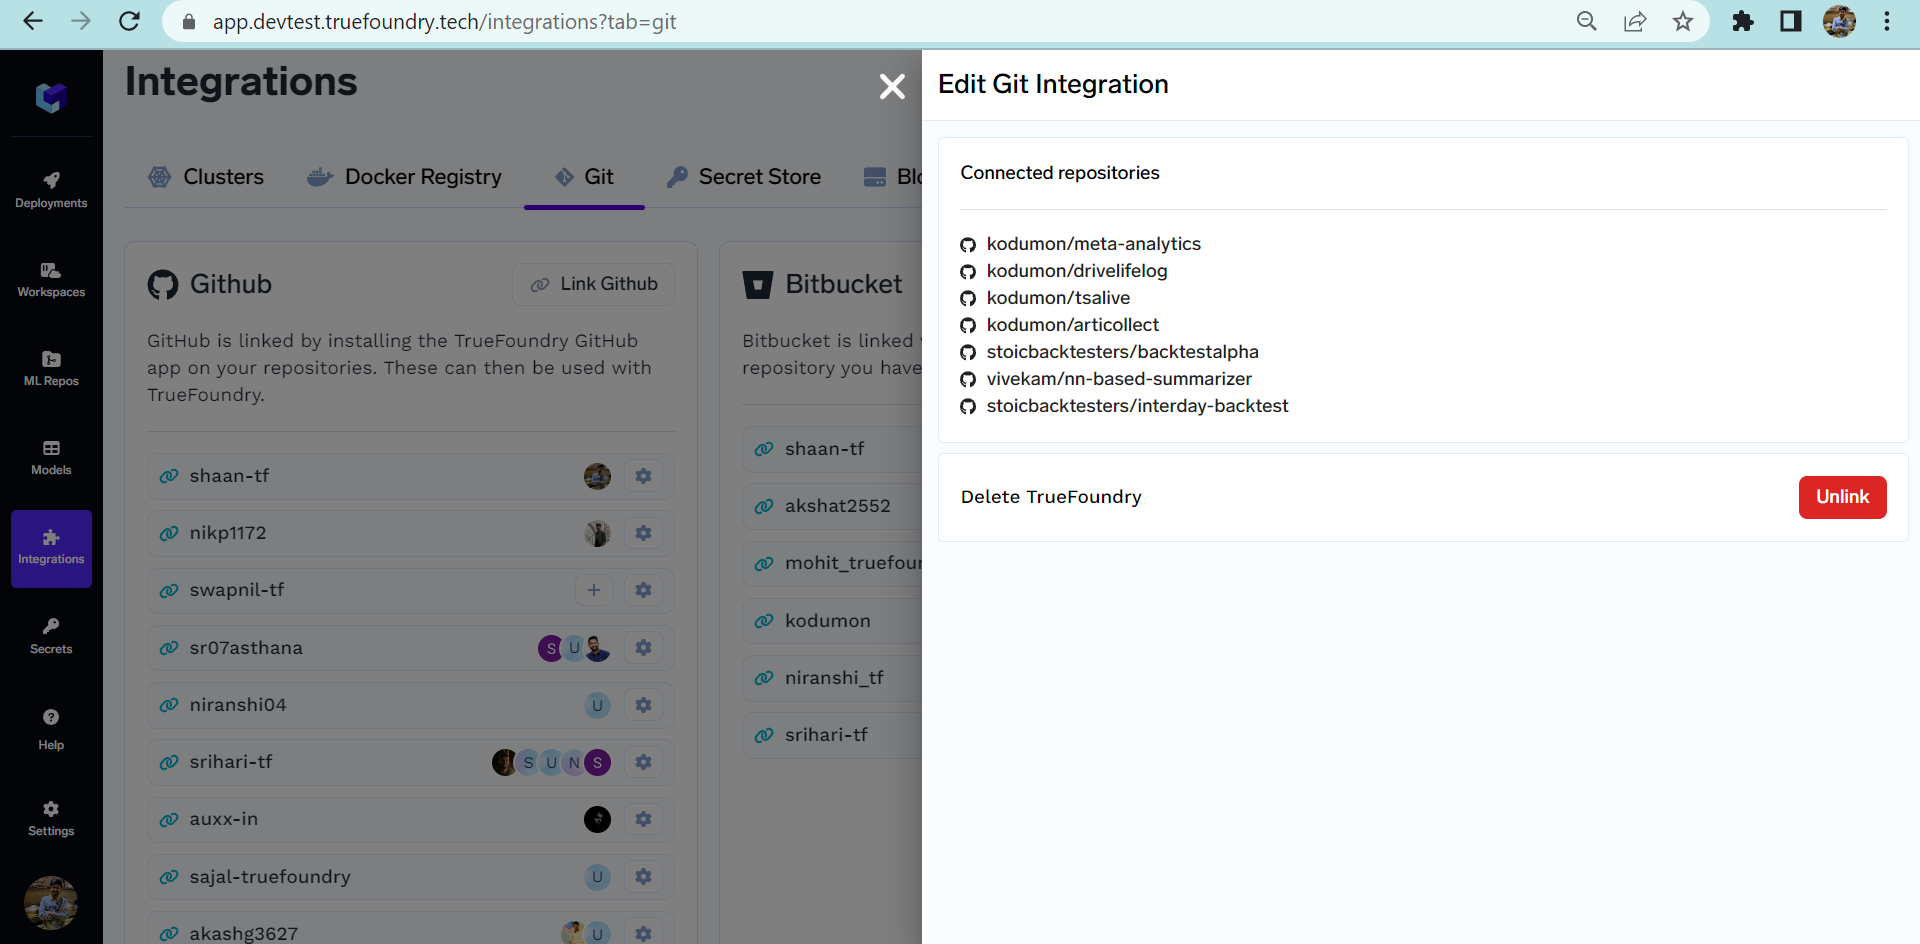 app.devtest.truefoundry.tech/integrations?tab=git
Deployments
Workspaces
ML Repos
Models
Integrations
Secrets
Help
Settings
Integrations
Clusters
Docker Registry
Git
Secret Store
Blo
Github
Link Github
GitHub is linked by installing the TrueFoundry GitHub
app on your repositories. These can then be used with
TrueFoundry.
shaan-tf
nikp1172
swapnil-tf
sr07asthana
S U
niranshi04
U
srihari-tf
S U N S
auxx-in
sajal-truefoundry
U
akashg3627
U
Bitbucket
Bitbucket is linked
repository you have
shaan-tf
akshat2552
mohit_truefour
kodumon
niranshi_tf
srihari-tf
Edit Git Integration
Connected repositories
kodumon/meta-analytics
kodumon/drivelifelog
kodumon/tsalive
kodumon/articollect
stoicbacktesters/backtestalpha
vivekam/nn-based-summarizer
stoicbacktesters/interday-backtest
Delete TrueFoundry
Unlink